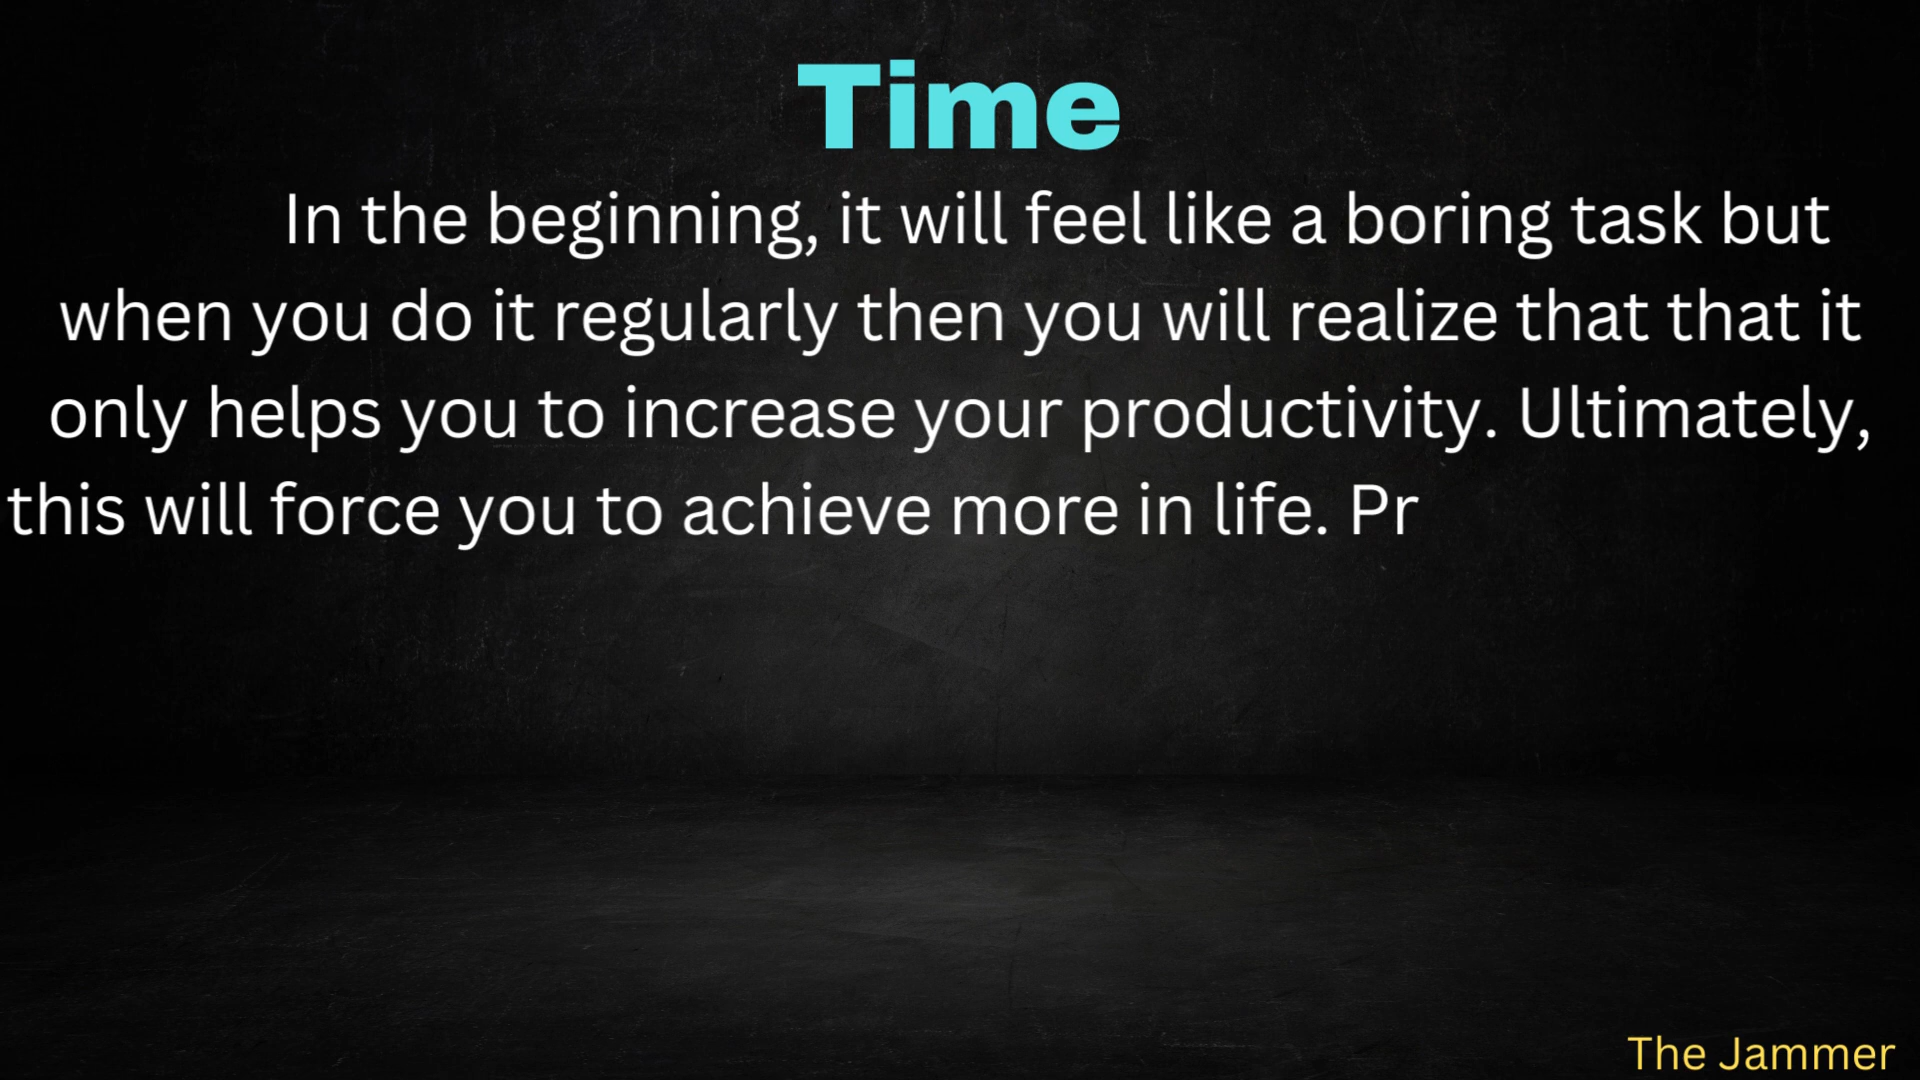 Time
In the beginning, it will feel like a boring task but
when you do it regularly then you will realize that that it
only helps you to increase your productivity. Ultimately,
this will force you to achieve more in life. Pr
The Jammer